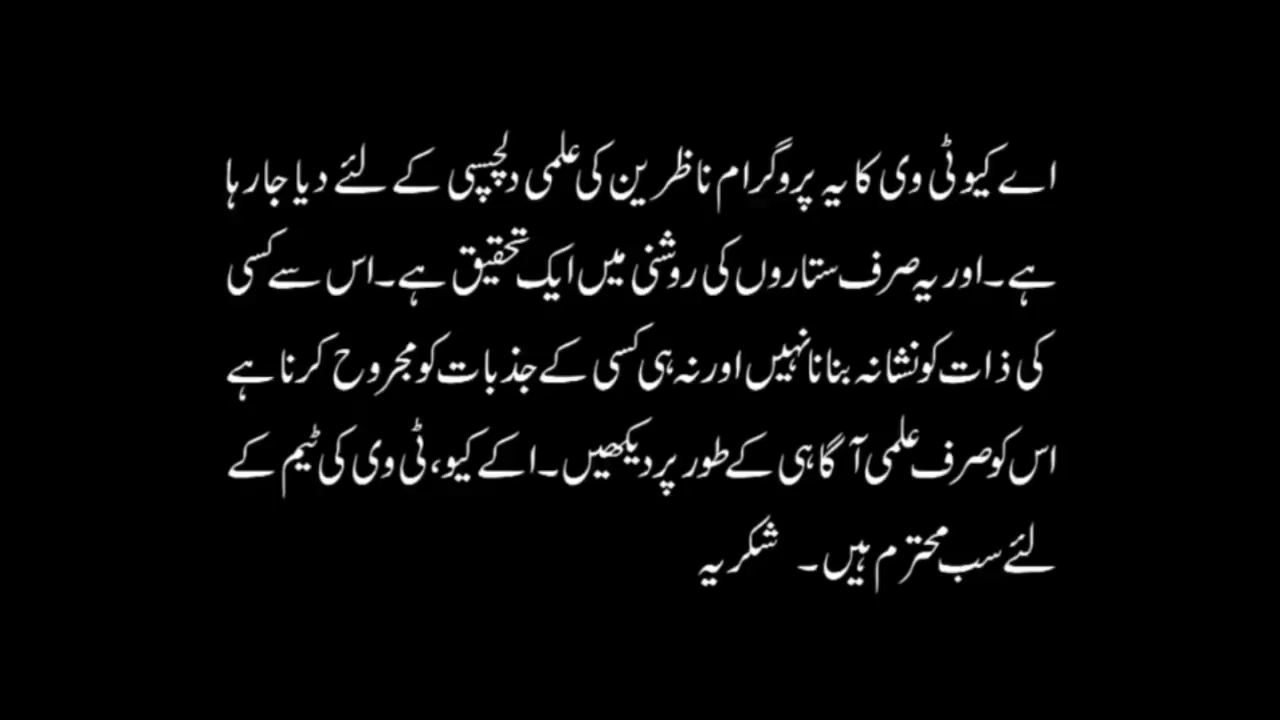 اے کیو ٹی وی کا یہ پروگرام ناظرین کی علمی دلچسپی کے لئے دیا جارہا
ہے۔ اور یہ صرف ستاروں کی روشنی میں ایک تحقیق ہے۔ اس سے کسی
کی ذات کو نشانہ بنانا نہیں اور نہ ہی کسی کے جذبات کو مجروح کرنا ہے
اس کو صرف علمی آگاہی کے طور پر دیکھیں۔ اکے کیو، ٹی وی کی ٹیم کے
لئے سب محترم ہیں۔ شکریہ